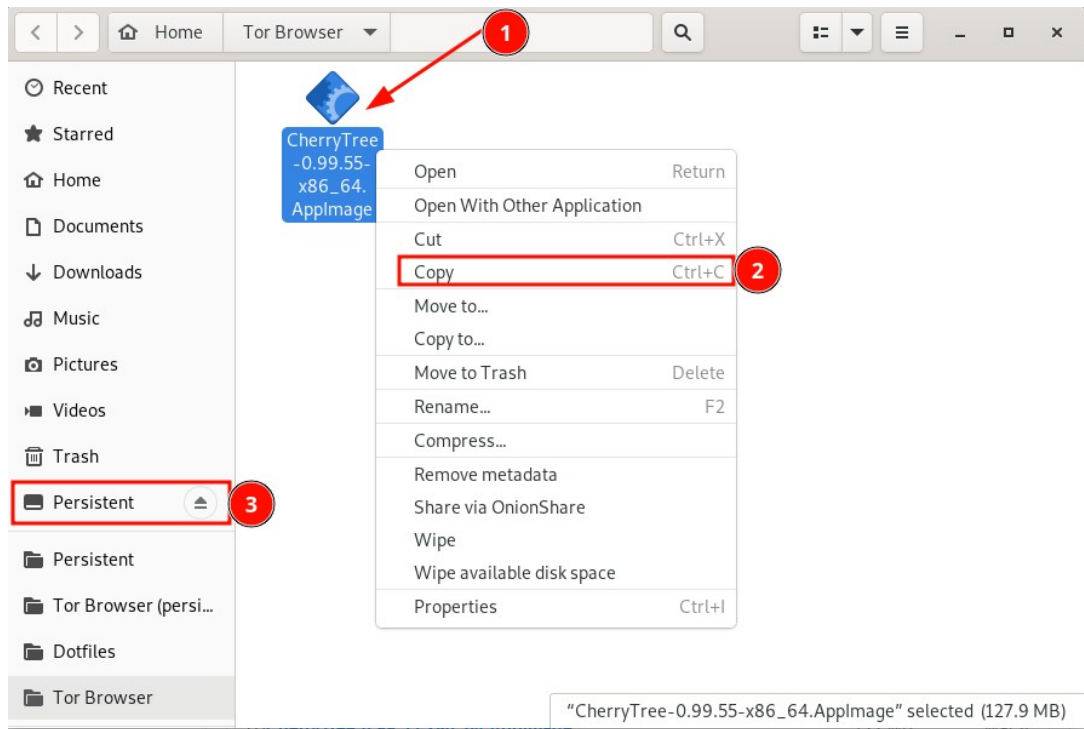 Home
Tor Browser
1
Recent
Starred
Home
Documents
Downloads
Music
Pictures
Videos
Trash
Persistent
3
Persistent
Tor Browser (persi...
Dotfiles
Tor Browser
CherryTree
-0.99.55-
x86_64.
AppImage
Open Return
Open With Other Application
Cut Ctrl+X
Copy Ctrl+C
2
Move to...
Copy to...
Move to Trash Delete
Rename... F2
Compress...
Remove metadata
Share via OnionShare
Wipe
Wipe available disk space
Properties Ctrl+I
“CherryTree-0.99.55-x86_64.AppImage” selected (127.9 MB)